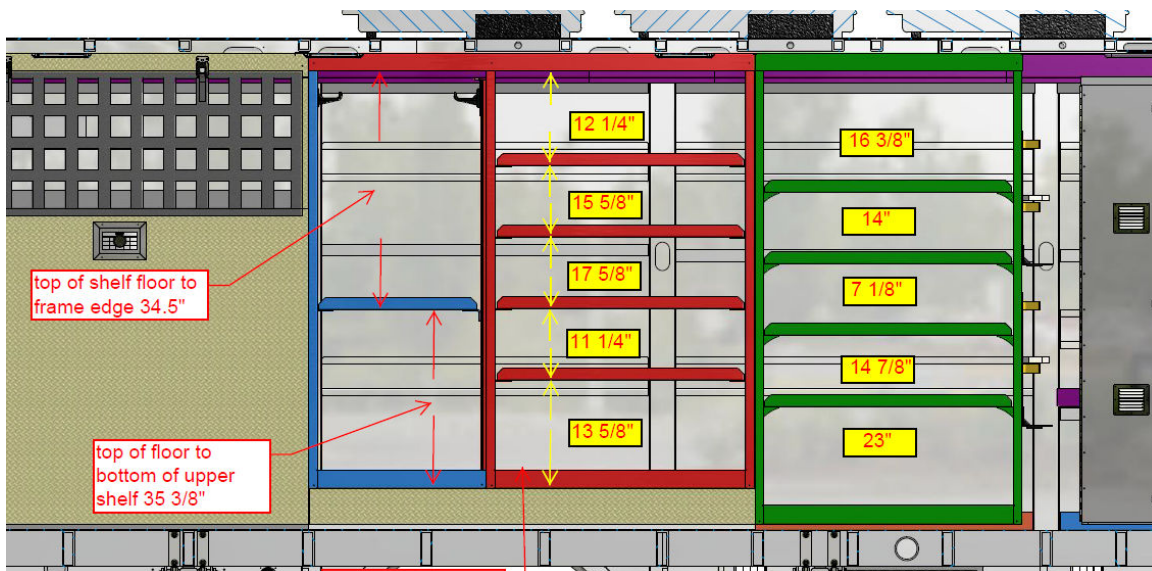 12 1/4"
16 3/8"
15 5/8"
14"
top of shelf floor to
frame edge 34.5"
17 5/8"
7 1/8"
11 1/4"
14 7/8"
13 5/8"
23"
top of floor to
bottom of upper
shelf 35 3/8"